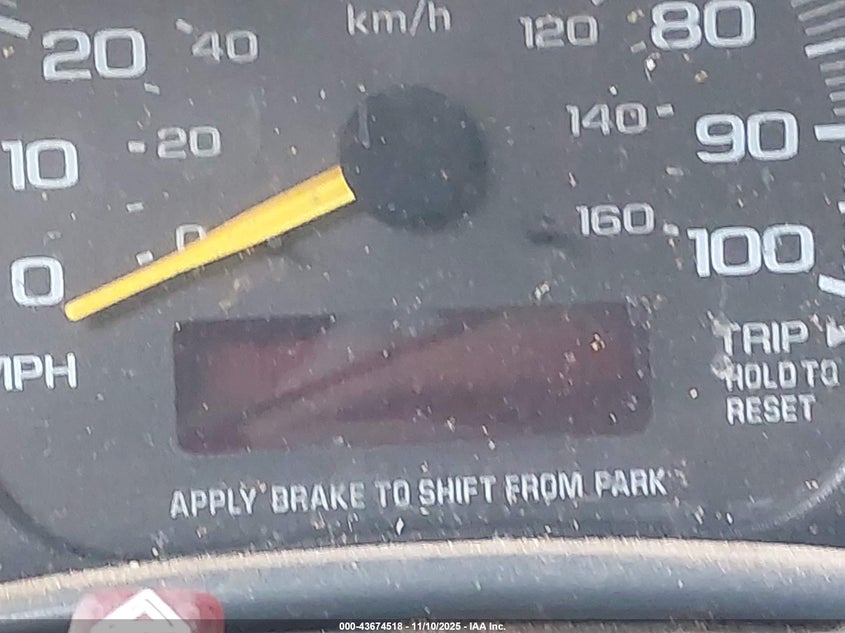 km/h
20 40 120 80
10 20 140 90
0 0 160 100
MPH
TRIP
HOLD TO
RESET
APPLY BRAKE TO SHIFT FROM PARK
000-43674518 - 11/10/2025 - IAA Inc.